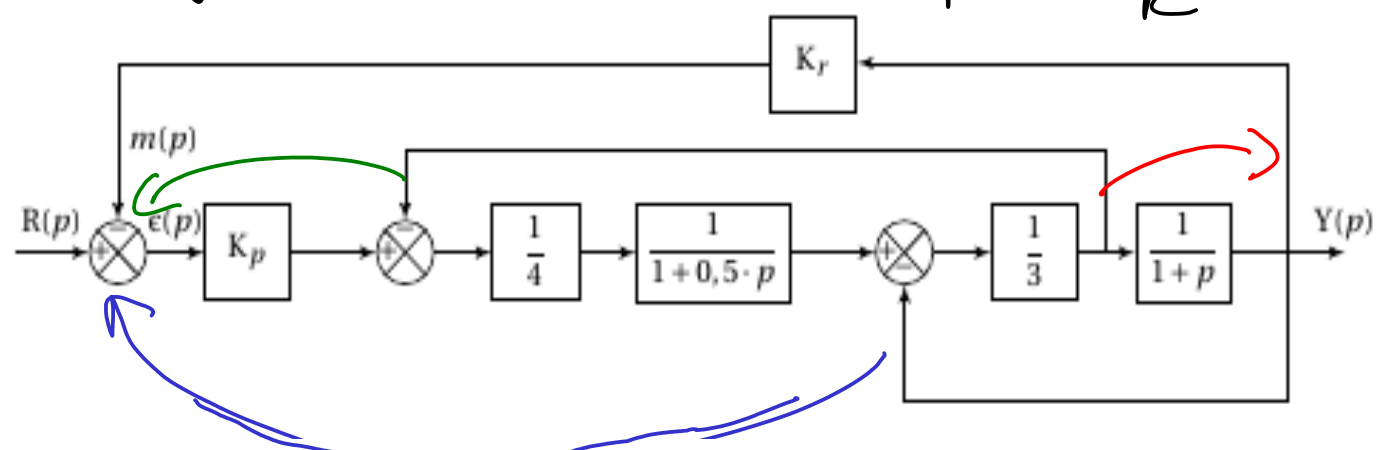 K_r
m(p)
R(p) + − ϵ(p) K_p + − 1/4 1/(1+0,5·p) + − 1/3 1/(1+p) Y(p)